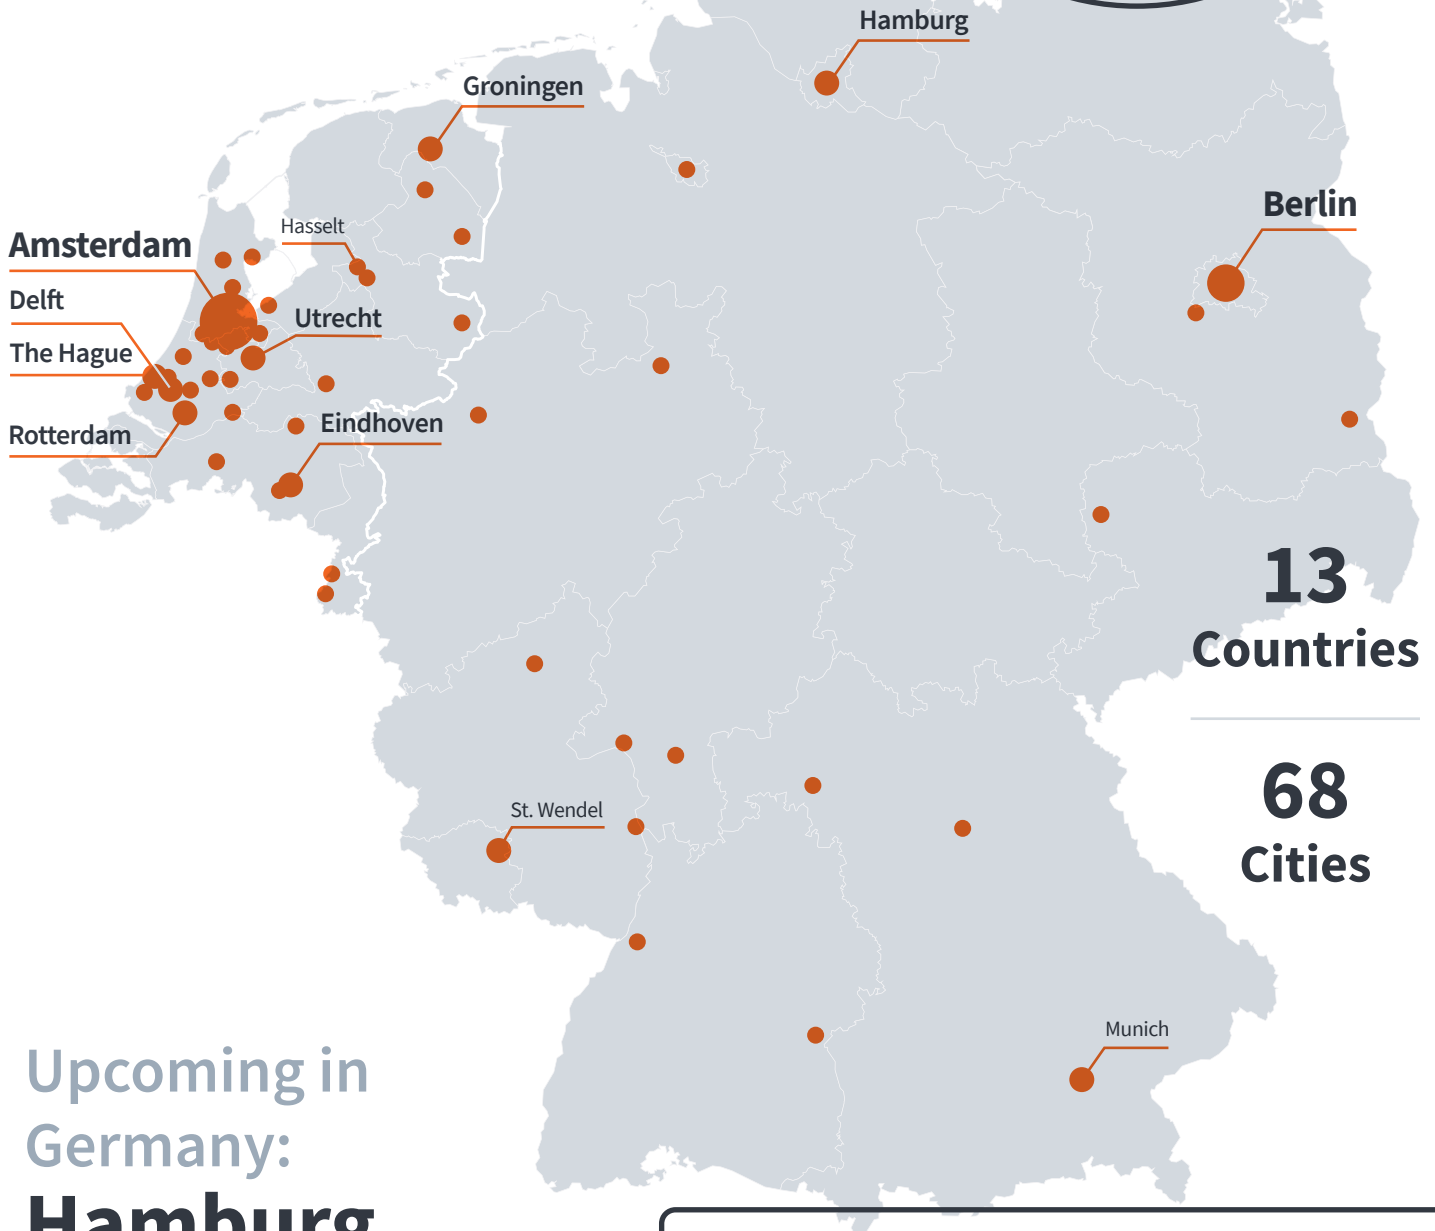 Hamburg
Groningen
Berlin
Hasselt
Amsterdam
Delft
Utrecht
The Hague
Eindhoven
Rotterdam
13
Countries
68
Cities
St. Wendel
Munich
Upcoming in
Germany:
Hamburg